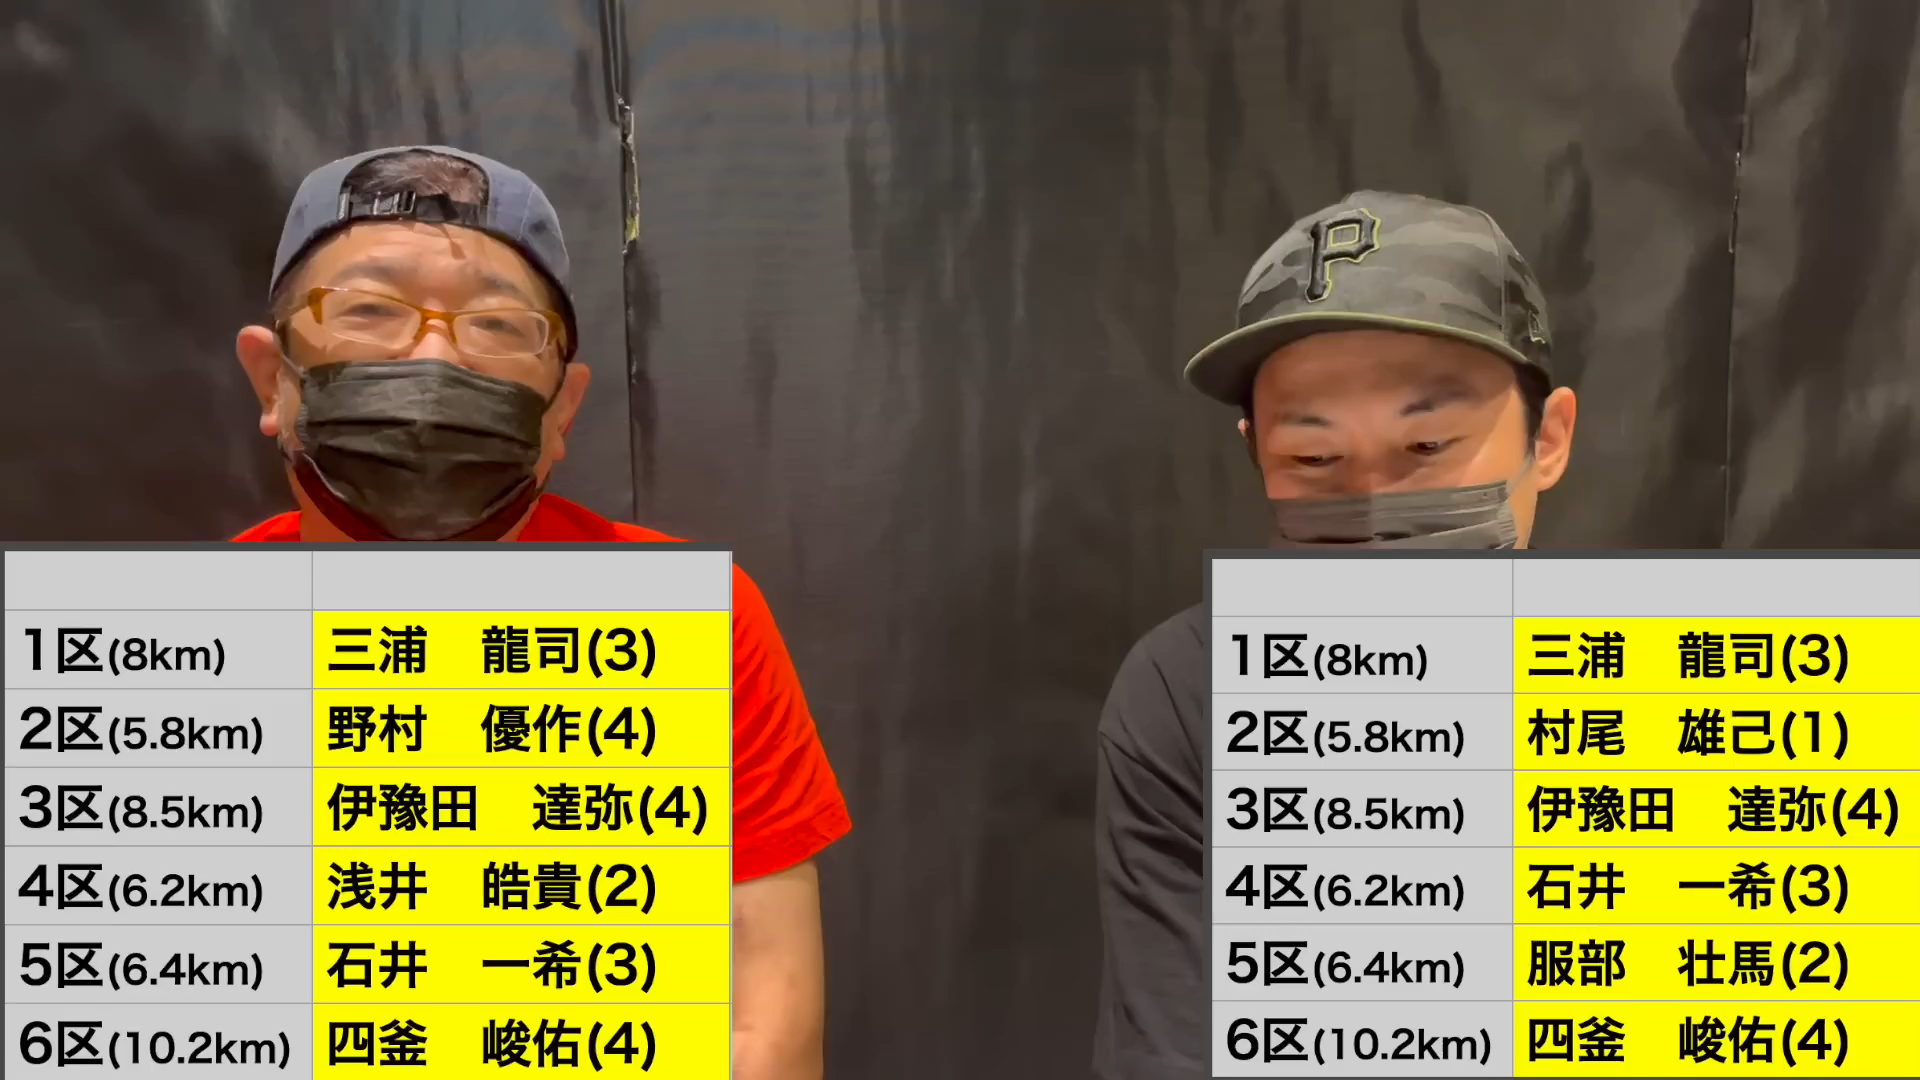 P
1区(8km) 三浦 龍司(3)
2区(5.8km) 野村 優作(4)
3区(8.5km) 伊豫田 達弥(4)
4区(6.2km) 浅井 皓貴(2)
5区(6.4km) 石井 一希(3)
6区(10.2km) 四釜 峻佑(4)
1区(8km) 三浦 龍司(3)
2区(5.8km) 村尾 雄己(1)
3区(8.5km) 伊豫田 達弥(4)
4区(6.2km) 石井 一希(3)
5区(6.4km) 服部 壮馬(2)
6区(10.2km) 四釜 峻佑(4)